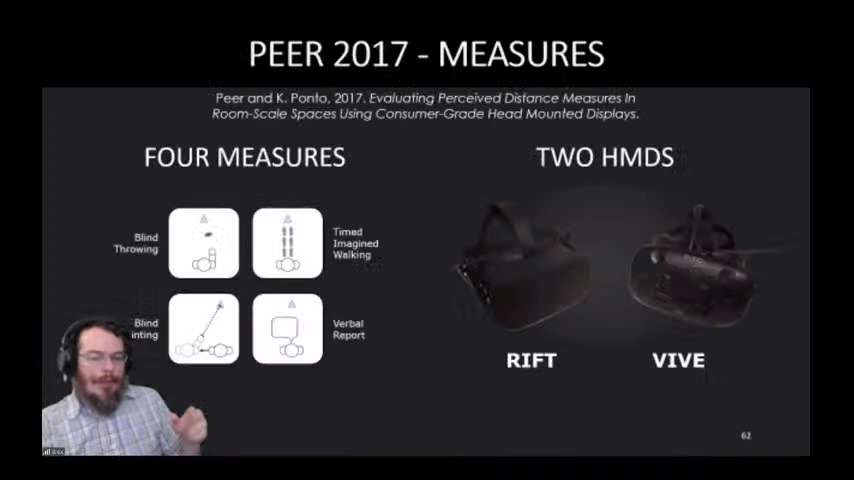 PEER 2017 - MEASURES
Peer and K. Ponto, 2017. Evaluating Perceived Distance Measures In
Room-Scale Spaces Using Consumer-Grade Head Mounted Displays.
FOUR MEASURES
TWO HMDS
Blind
Throwing
Timed
Imagined
Walking
Blind
inting
Verbal
Report
RIFT
VIVE
62